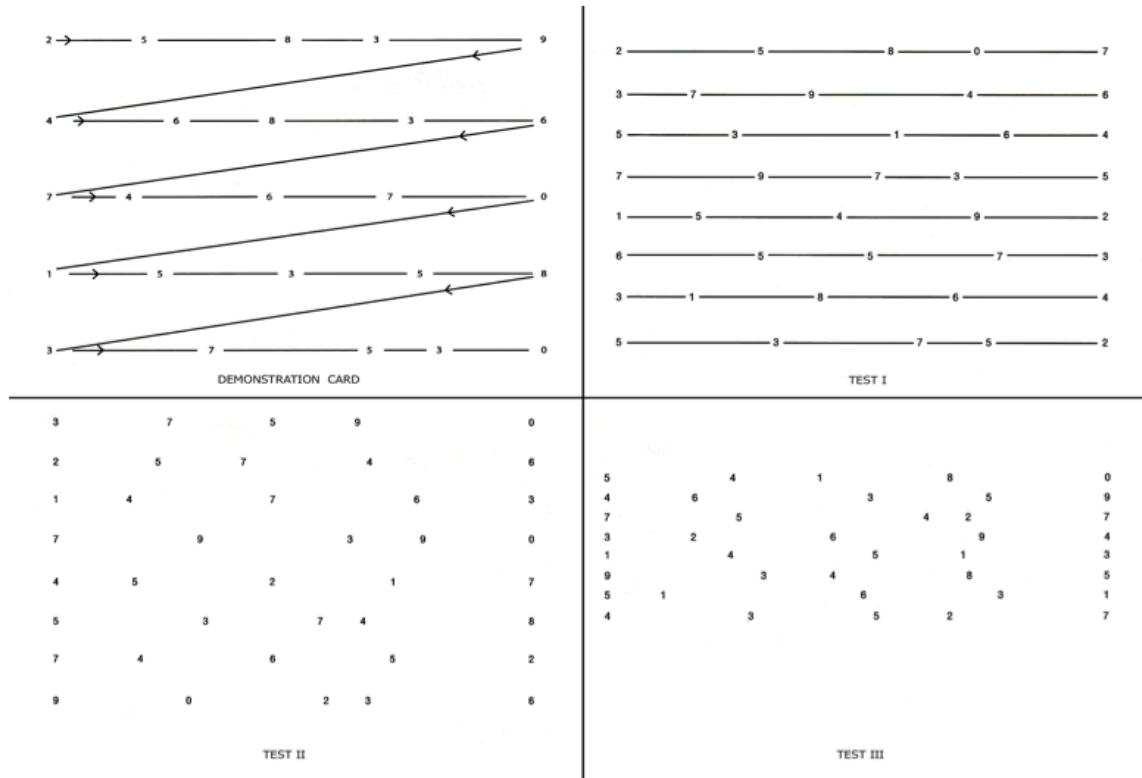 2 5 8 3 9
4 6 8 3 6
7 4 6 7 0
1 5 3 5 8
3 7 5 3 0
DEMONSTRATION CARD
2 5 8 0 7
3 7 9 4 6
5 3 1 6 4
7 9 7 3 5
1 5 4 9 2
6 5 5 7 3
3 1 8 6 4
5 3 7 5 2
TEST I
3 7 5 9 0
2 5 7 4 6
1 4 7 6 3
7 9 3 9 0
4 5 2 1 7
5 3 7 4 8
7 4 6 5 2
9 0 2 3 6
TEST II
5 4 1 8 0
4 6 3 5 9
7 5 4 2 7
3 2 6 9 4
1 4 5 1 3
9 3 4 8 5
5 1 6 3 1
4 3 5 2 7
TEST III